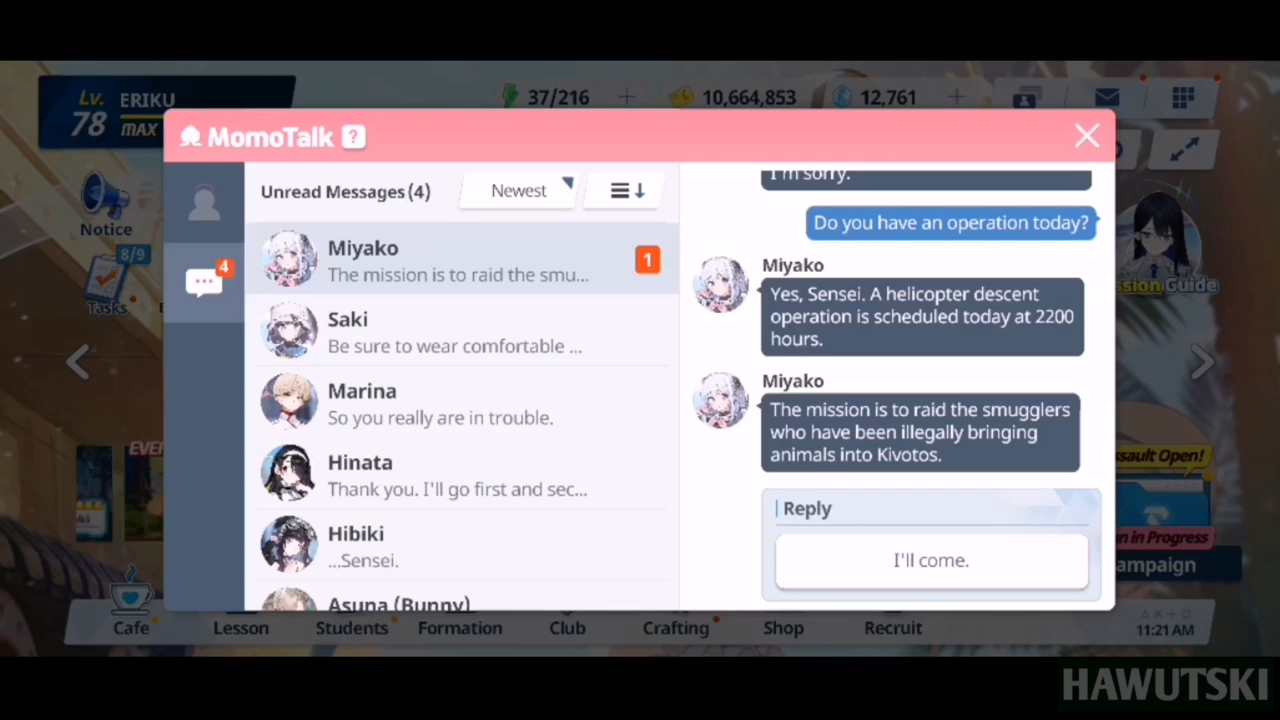 Lv. ERIKU
78 MAX
37/216
10,664,853
12,761
MomoTalk ?
Notice
8/9
Tasks
Unread Messages (4)
Newest
4
Miyako
The mission is to raid the smu...
1
Saki
Be sure to wear comfortable ...
Marina
So you really are in trouble.
Hinata
Thank you. I'll go first and sec...
Hibiki
...Sensei.
Asuna (Bunny)
I'm sorry.
Do you have an operation today?
Miyako
Yes, Sensei. A helicopter descent
operation is scheduled today at 2200
hours.
Miyako
The mission is to raid the smugglers
who have been illegally bringing
animals into Kivotos.
Reply
I'll come.
ssion Guide
EVE
ssault Open!
n in Progress
ampaign
Cafe
Lesson
Students
Formation
Club
Crafting
Shop
Recruit
11:21 AM
HAWUTSKI